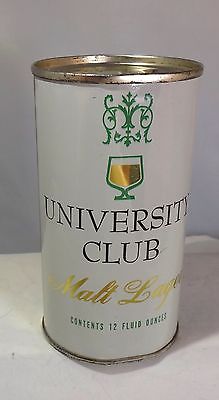 UNIVERSITY
CLUB
Malt Lager
CONTENTS 12 FLUID OUNCES